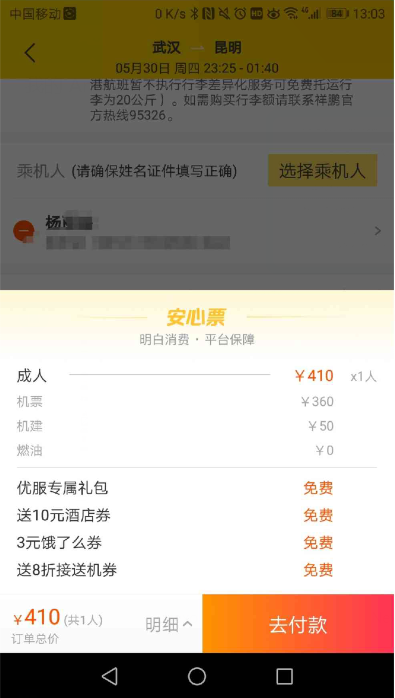 中国移动 0 K/s HD 4G 84 13:03
武汉 → 昆明
05月30日 周四 23:25 - 01:40
港航班暂不执行行李差异化服务可免费托运行
李为20公斤）。如需购买行李额请联系祥鹏官
方热线95326。
乘机人 (请确保姓名证件填写正确) 选择乘机人
杨
安心票
明白消费 · 平台保障
成人 ￥410 x1人
机票 ￥360
机建 ￥50
燃油 ￥0
优服专属礼包 免费
送10元酒店券 免费
3元饿了么券 免费
送8折接送机券 免费
￥410 (共1人) 明细 去付款
订单总价